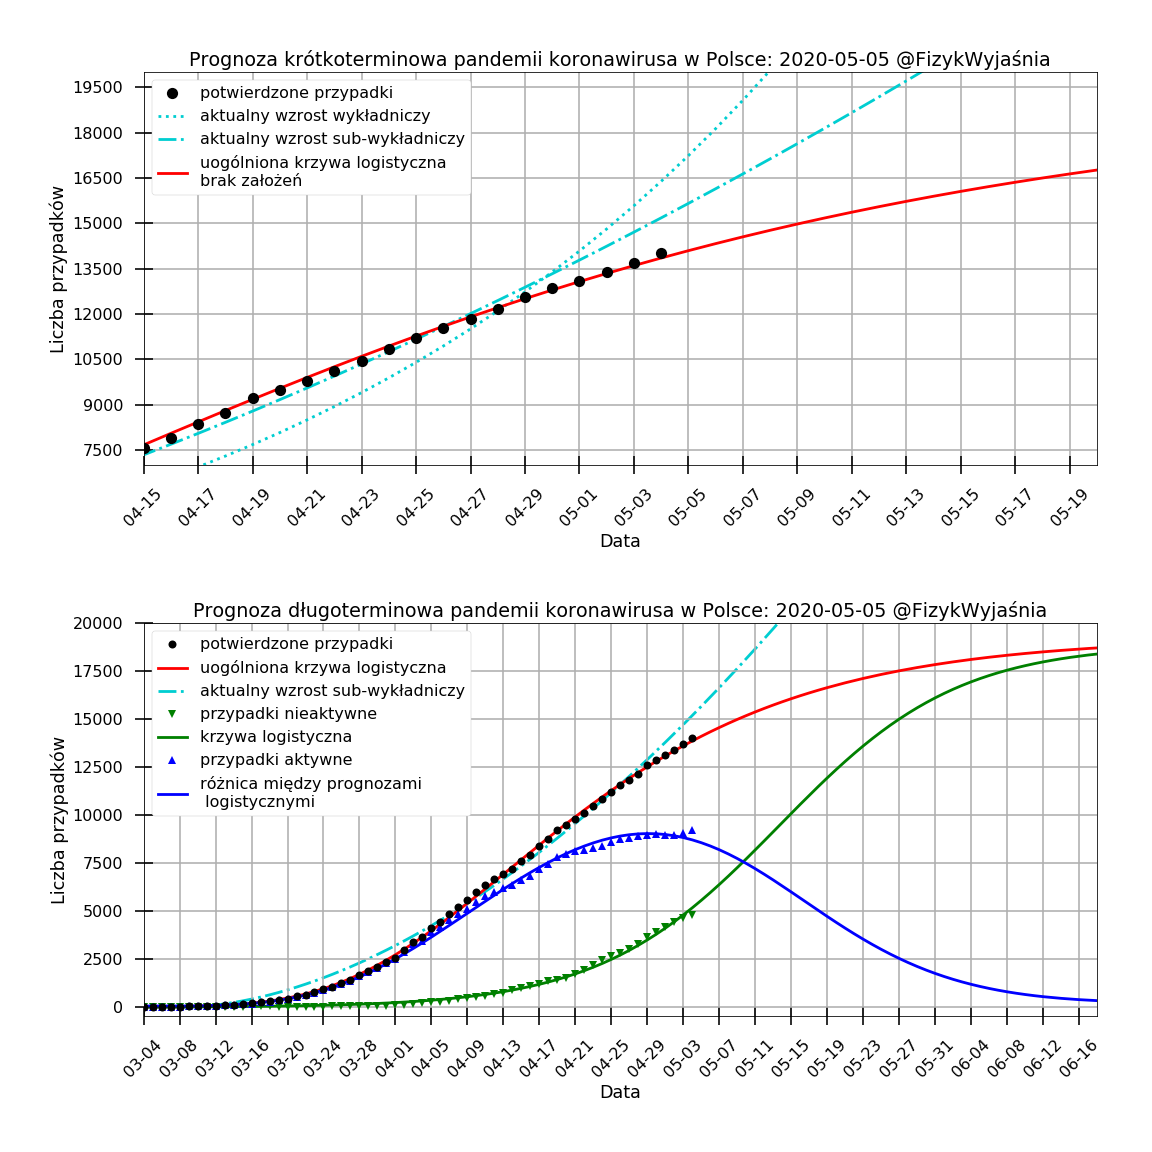 Prognoza krótkoterminowa pandemii koronawirusa w Polsce: 2020-05-05 @FizykWyjaśnia
potwierdzone przypadki
aktualny wzrost wykładniczy
aktualny wzrost sub-wykładniczy
uogólniona krzywa logistyczna
brak założeń
Liczba przypadków
19500
18000
16500
15000
13500
12000
10500
9000
7500
04-15 04-17 04-19 04-21 04-23 04-25 04-27 04-29 05-01 05-03 05-05 05-07 05-09 05-11 05-13 05-15 05-17 05-19
Data
Prognoza długoterminowa pandemii koronawirusa w Polsce: 2020-05-05 @FizykWyjaśnia
potwierdzone przypadki
uogólniona krzywa logistyczna
aktualny wzrost sub-wykładniczy
przypadki nieaktywne
krzywa logistyczna
przypadki aktywne
różnica między prognozami
logistycznymi
Liczba przypadków
20000
17500
15000
12500
10000
7500
5000
2500
0
03-04 03-08 03-12 03-16 03-20 03-24 03-28 04-01 04-05 04-09 04-13 04-17 04-21 04-25 04-29 05-03 05-07 05-11 05-15 05-19 05-23 05-27 05-31 06-04 06-08 06-12 06-16
Data